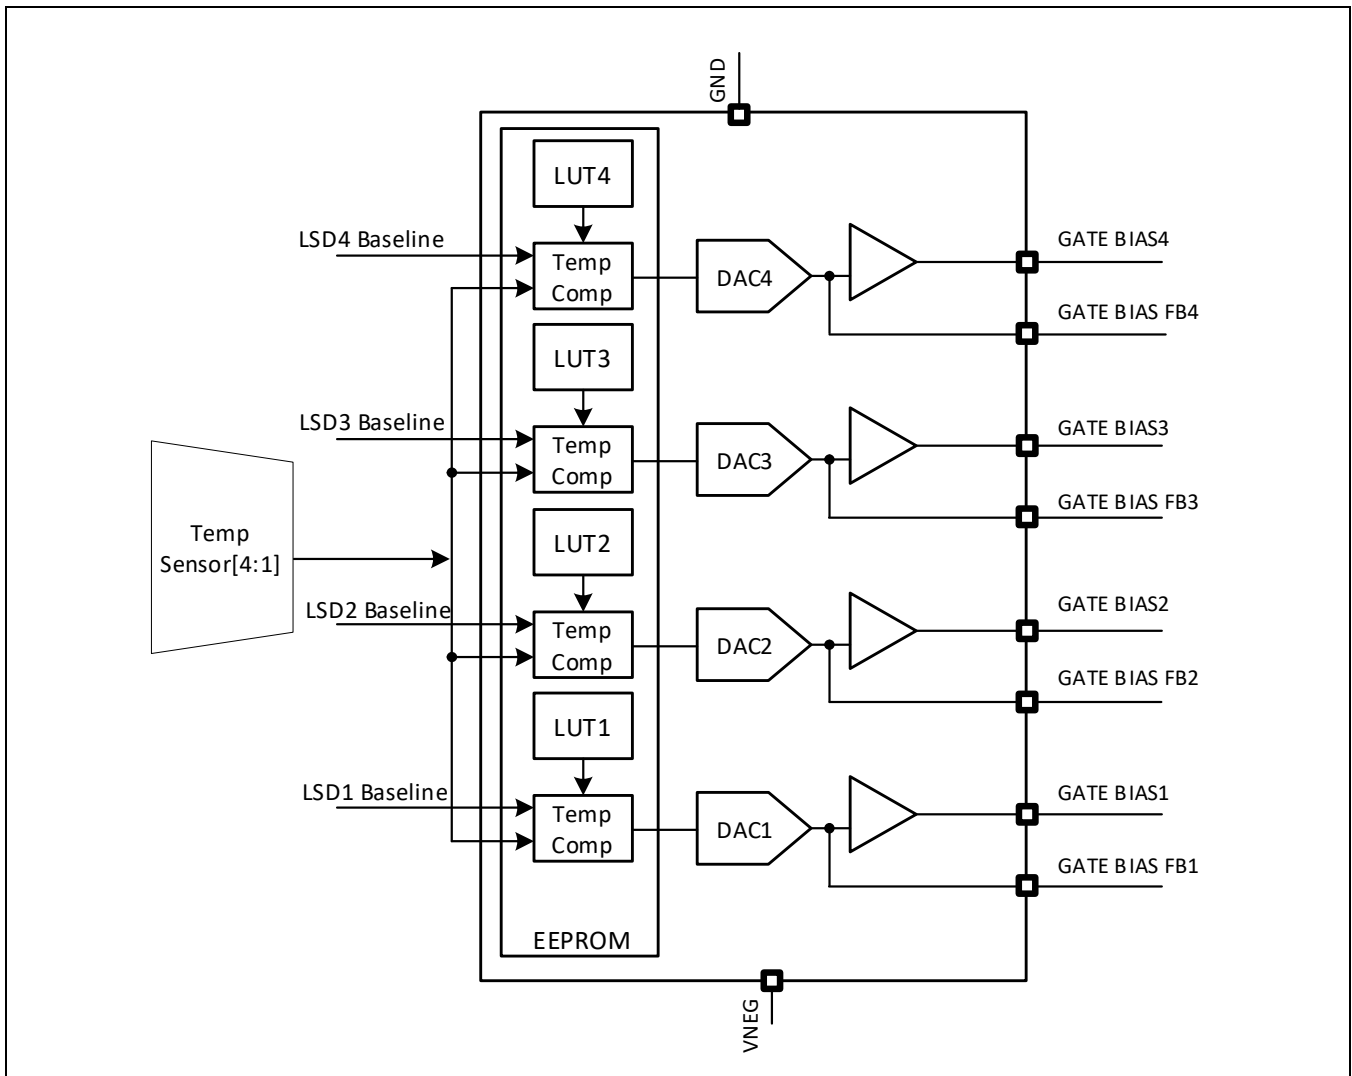 GND
LUT4
LSD4 Baseline
Temp
Comp
DAC4
GATE BIAS4
GATE BIAS FB4
LUT3
LSD3 Baseline
Temp
Comp
DAC3
GATE BIAS3
GATE BIAS FB3
Temp
Sensor[4:1]
LUT2
LSD2 Baseline
Temp
Comp
DAC2
GATE BIAS2
GATE BIAS FB2
LUT1
LSD1 Baseline
Temp
Comp
DAC1
GATE BIAS1
GATE BIAS FB1
EEPROM
VNEG